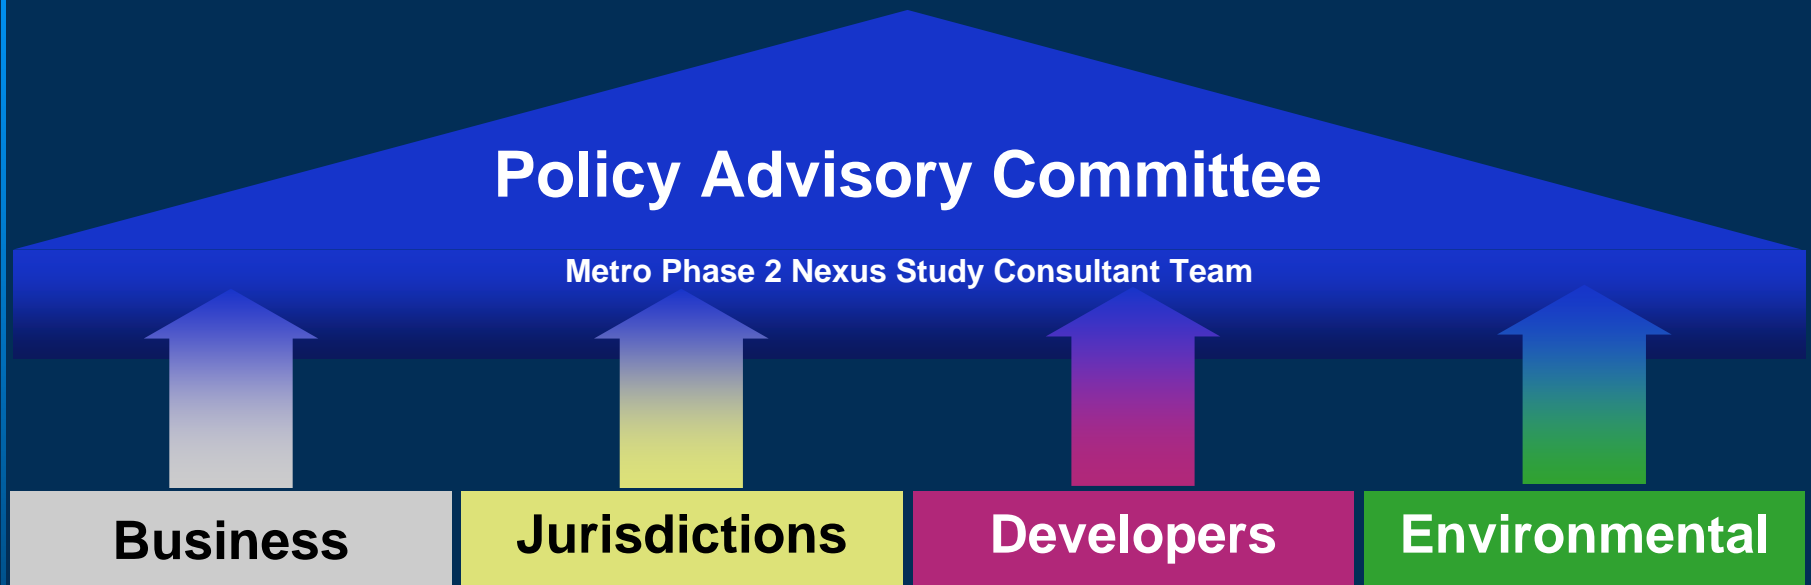 Policy Advisory Committee
Metro Phase 2 Nexus Study Consultant Team
Business
Jurisdictions
Developers
Environmental